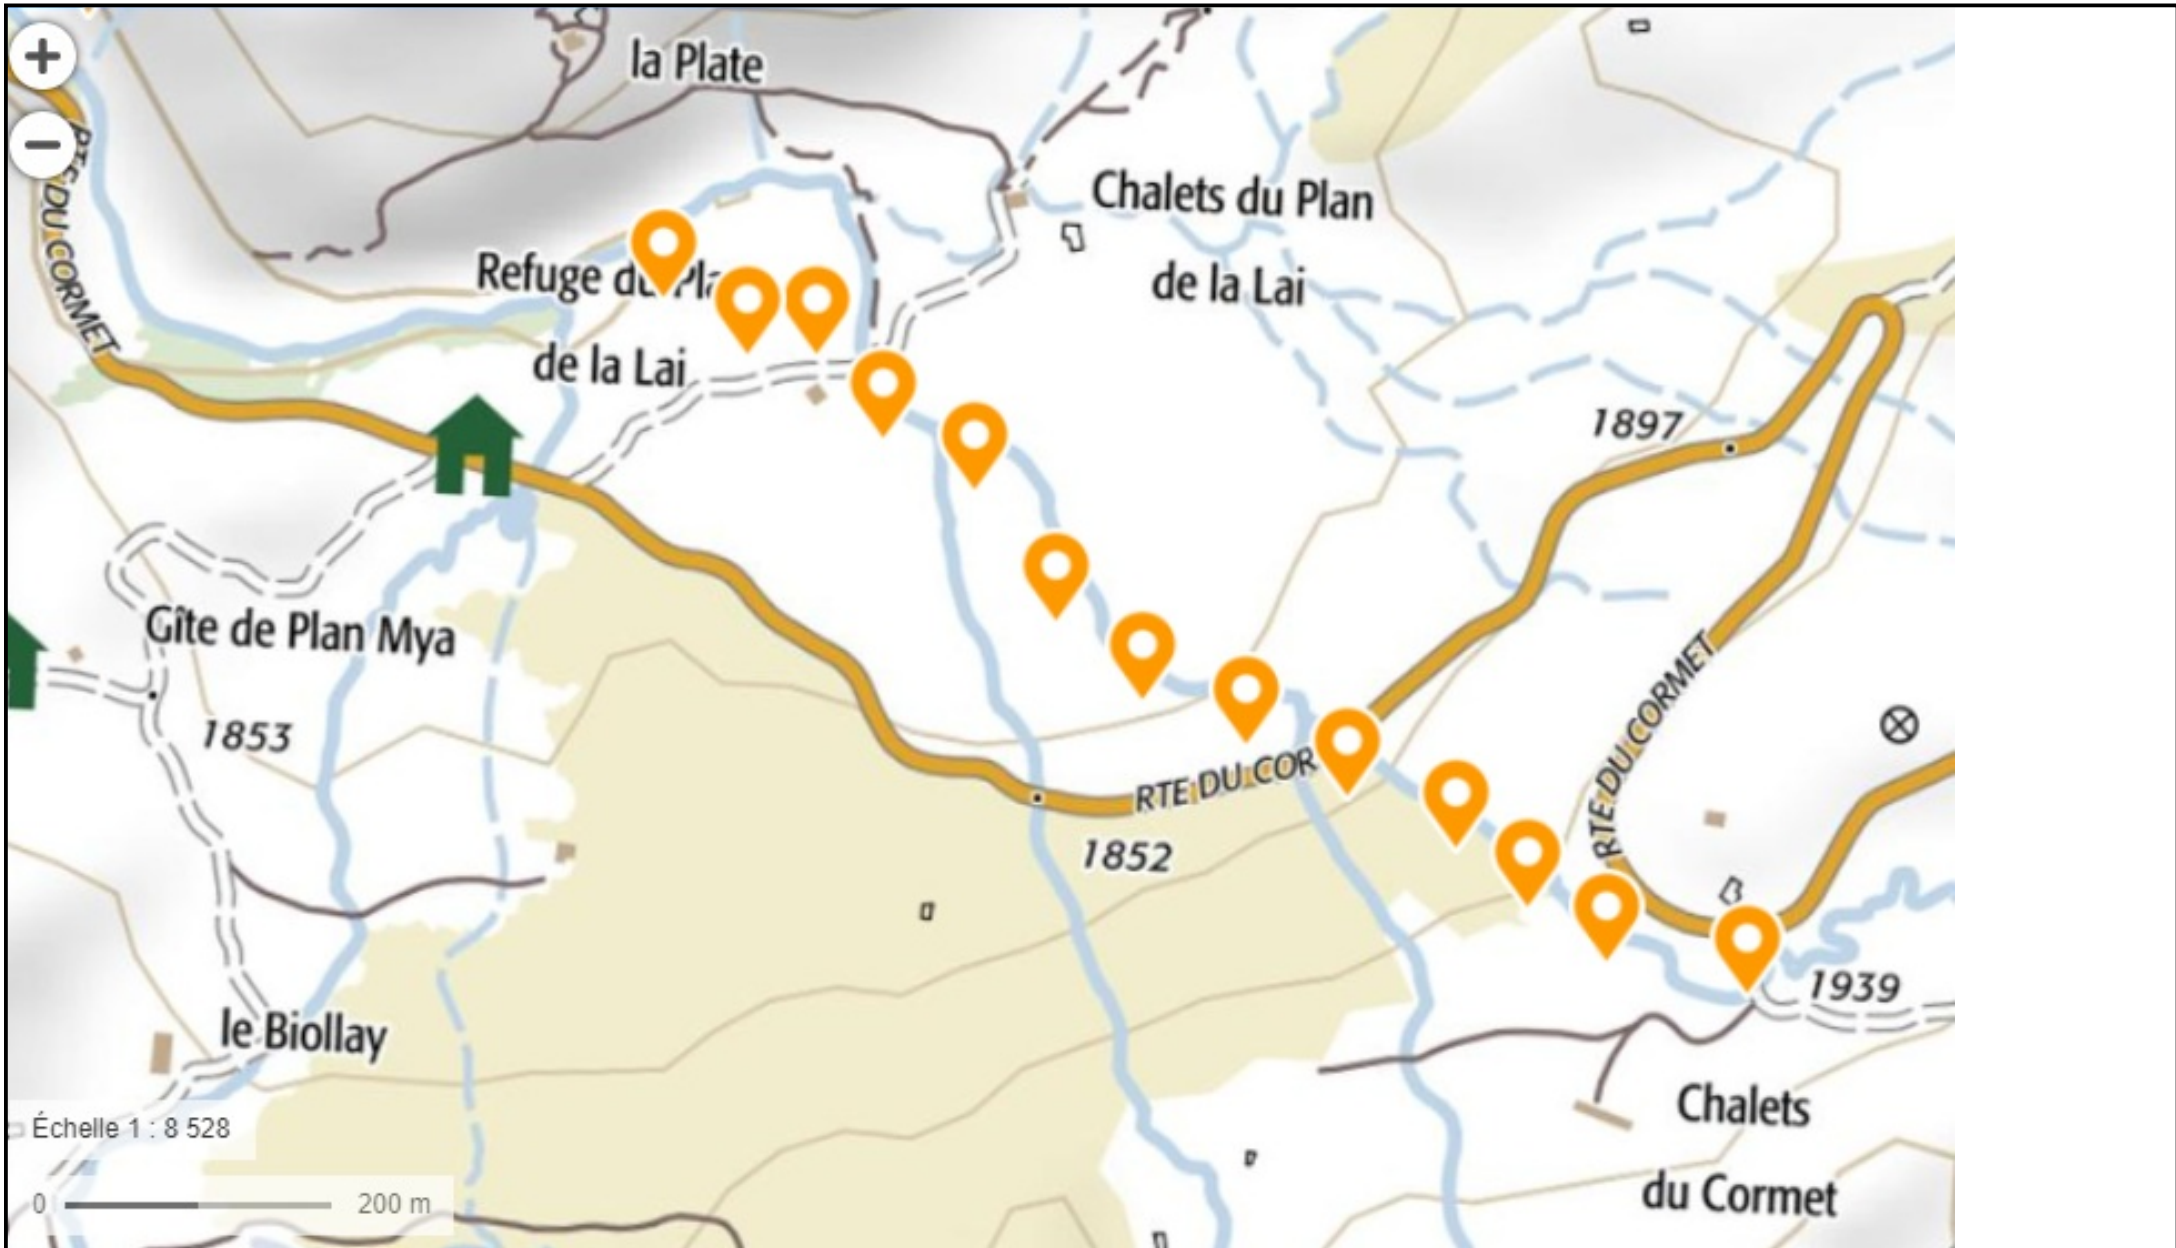 +
la Plate
−
RTE DU CORMET
Chalets du Plan
de la Lai
Refuge du Pla
de la Lai
1897
Gîte de Plan Mya
1853
RTE DU CORMET
RTE DU COR
1852
1939
le Biollay
Chalets
du Cormet
Échelle 1 : 8 528
0 200 m